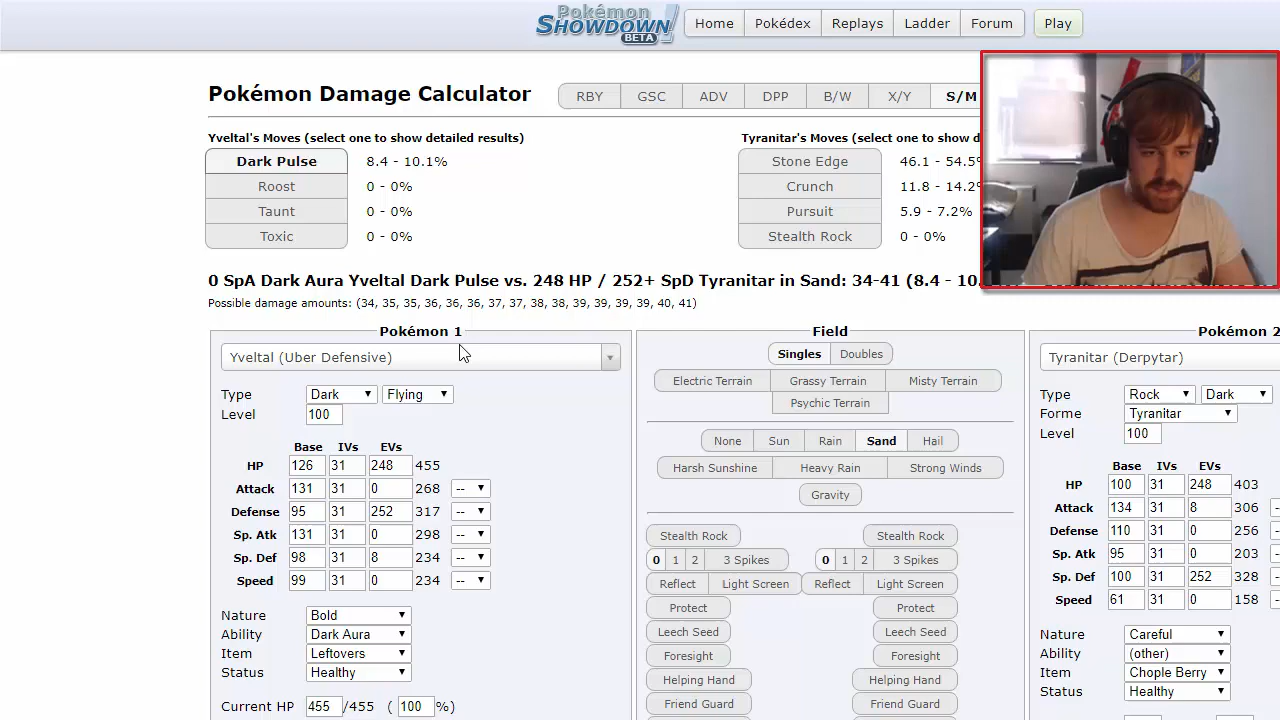 Pokémon
SHOWDOWN!
BETA
Home Pokédex Replays Ladder Forum Play
Pokémon Damage Calculator RBY GSC ADV DPP B/W X/Y S/M
Yveltal's Moves (select one to show detailed results) Tyranitar's Moves (select one to show d
Dark Pulse 8.4 - 10.1% Stone Edge 46.1 - 54.5%
Roost 0 - 0% Crunch 11.8 - 14.2%
Taunt 0 - 0% Pursuit 5.9 - 7.2%
Toxic 0 - 0% Stealth Rock 0 - 0%
0 SpA Dark Aura Yveltal Dark Pulse vs. 248 HP / 252+ SpD Tyranitar in Sand: 34-41 (8.4 - 10.
Possible damage amounts: (34, 35, 35, 36, 36, 36, 37, 37, 38, 38, 39, 39, 39, 39, 40, 41)
Pokémon 1 Field Pokémon 2
Yveltal (Uber Defensive) Singles Doubles Tyranitar (Derpytar)
Electric Terrain Grassy Terrain Misty Terrain
Psychic Terrain
Type Dark Flying Type Rock Dark
Level 100 Forme Tyranitar
Level 100
None Sun Rain Sand Hail
Harsh Sunshine Heavy Rain Strong Winds
Gravity
Base IVs EVs Base IVs EVs
HP 126 31 248 455 HP 100 31 248 403
Attack 131 31 0 268 -- Attack 134 31 8 306
Defense 95 31 252 317 -- Defense 110 31 0 256
Sp. Atk 131 31 0 298 -- Sp. Atk 95 31 0 203
Sp. Def 98 31 8 234 -- Sp. Def 100 31 252 328
Speed 99 31 0 234 -- Speed 61 31 0 158
Stealth Rock Stealth Rock
0 1 2 3 Spikes 0 1 2 3 Spikes
Reflect Light Screen Reflect Light Screen
Protect Protect
Leech Seed Leech Seed
Foresight Foresight
Helping Hand Helping Hand
Friend Guard Friend Guard
Nature Bold Nature Careful
Ability Dark Aura Ability (other)
Item Leftovers Item Chople Berry
Status Healthy Status Healthy
Current HP 455 /455 ( 100 %)